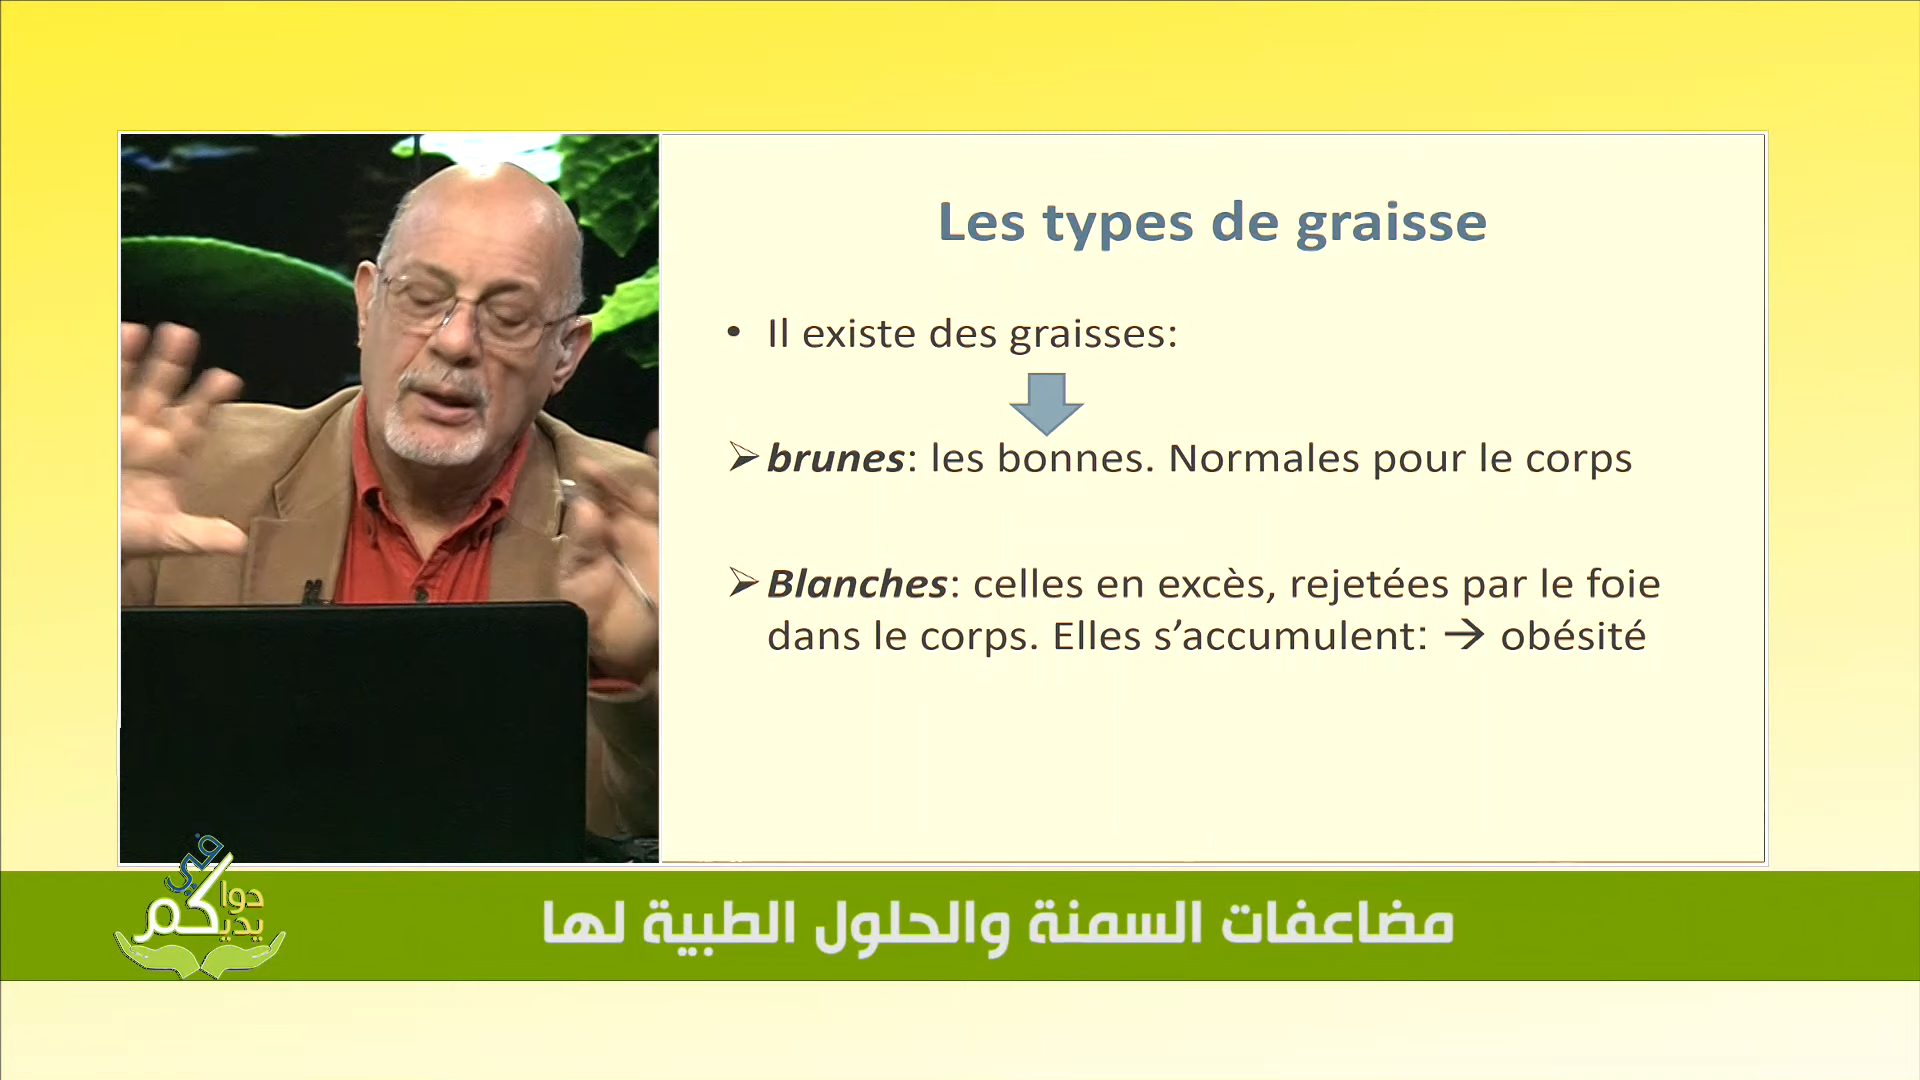 Les types de graisse
• Il existe des graisses:
➢ brunes: les bonnes. Normales pour le corps
➢ Blanches: celles en excès, rejetées par le foie
dans le corps. Elles s’accumulent: → obésité
مضاعفات السمنة والحلول الطبية لها
دواكم
في
يديكم